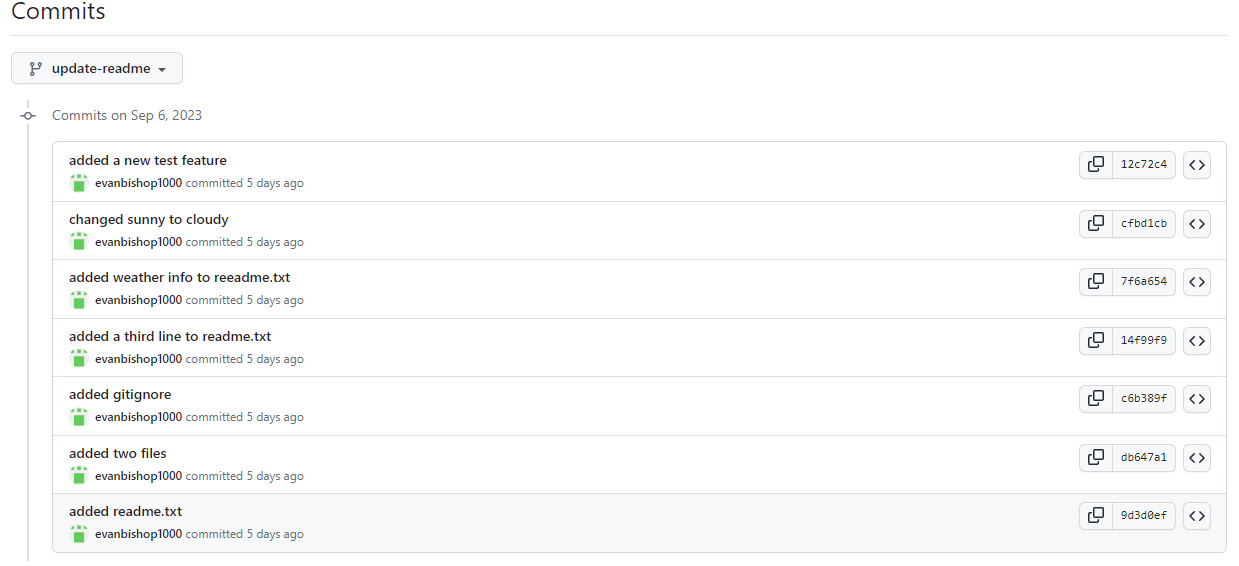 Commits
update-readme
Commits on Sep 6, 2023
added a new test feature
evanbishop1000 committed 5 days ago
12c72c4
changed sunny to cloudy
evanbishop1000 committed 5 days ago
cfbd1cb
added weather info to reeadme.txt
evanbishop1000 committed 5 days ago
7f6a654
added a third line to readme.txt
evanbishop1000 committed 5 days ago
14f99f9
added gitignore
evanbishop1000 committed 5 days ago
c6b389f
added two files
evanbishop1000 committed 5 days ago
db647a1
added readme.txt
evanbishop1000 committed 5 days ago
9d3d0ef